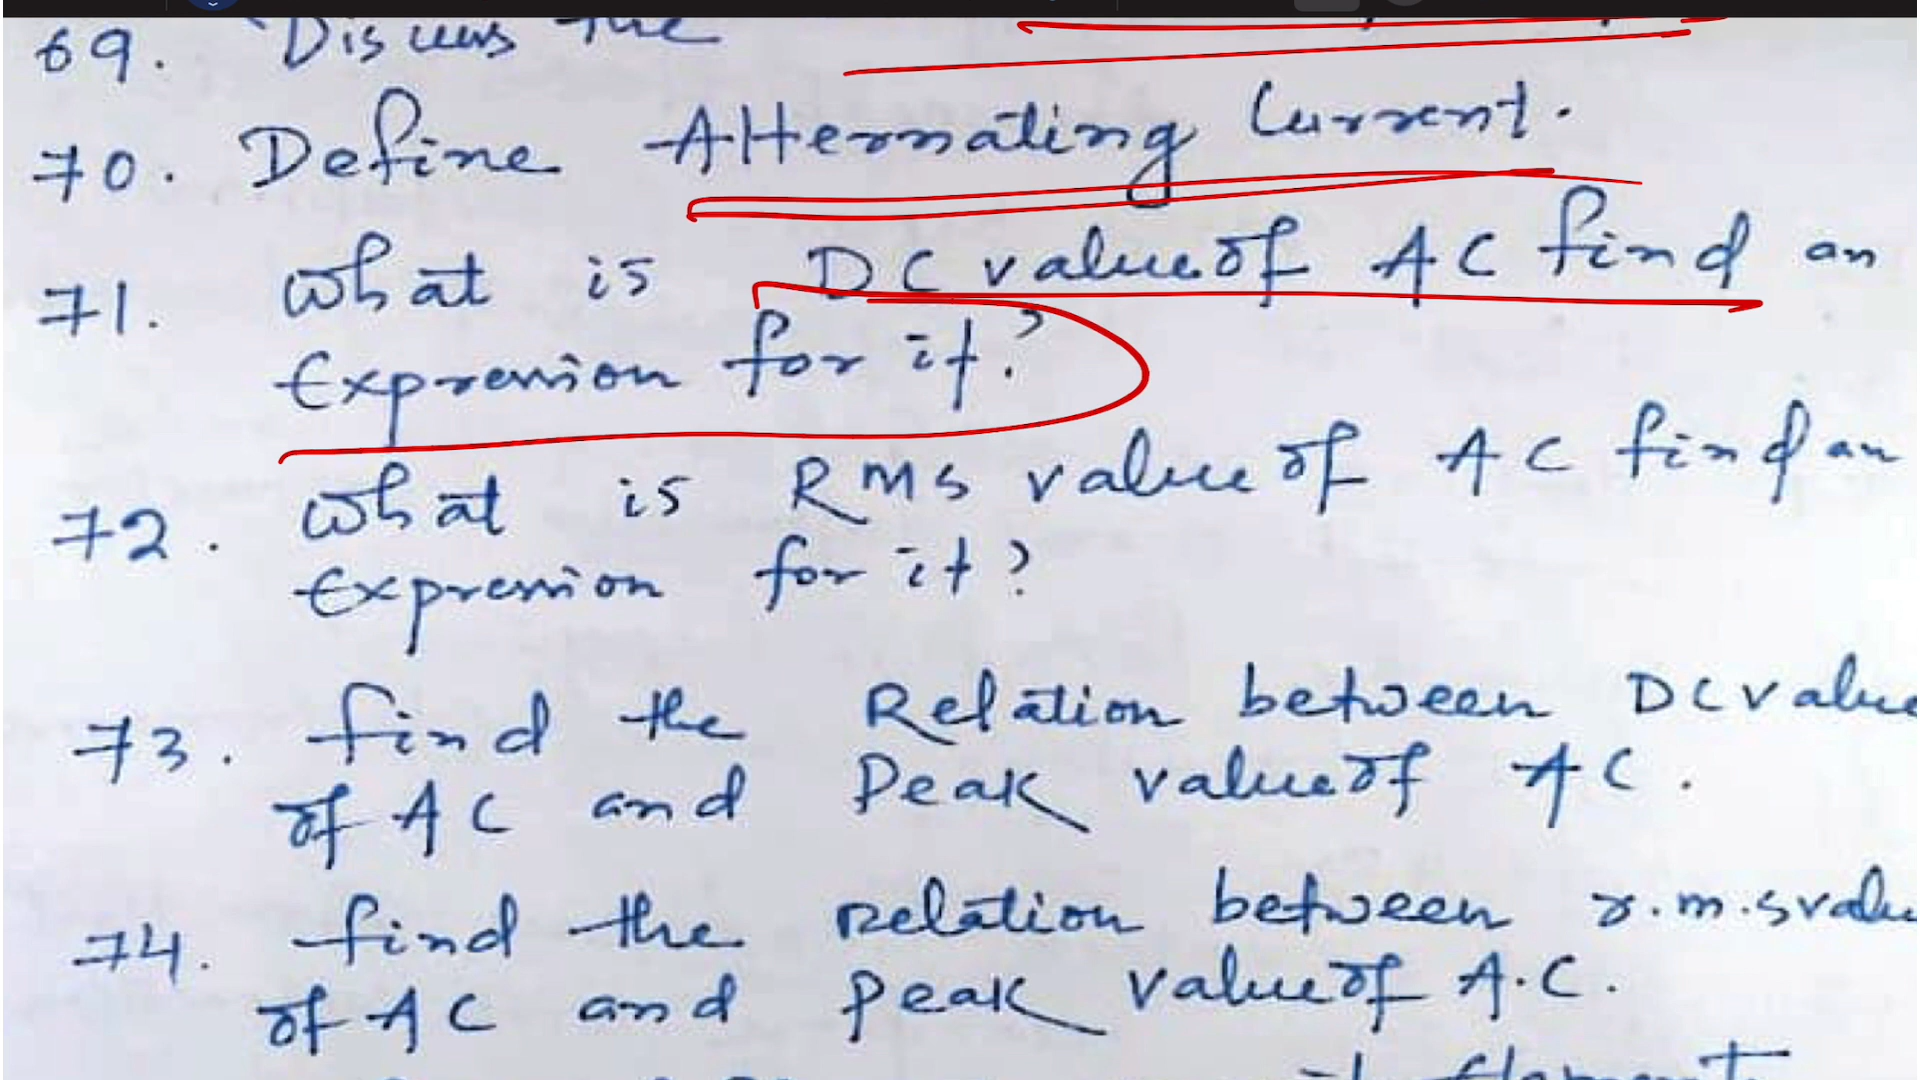 69. Discuss the
70. Define Alternating Current.
71. What is DC value of AC find an
Expression for it?
72. What is RMS value of AC find an
Expression for it?
73. find the Relation between DC value
of AC and Peak value of AC.
74. find the relation between r.m.s value
of AC and peak value of A.C.